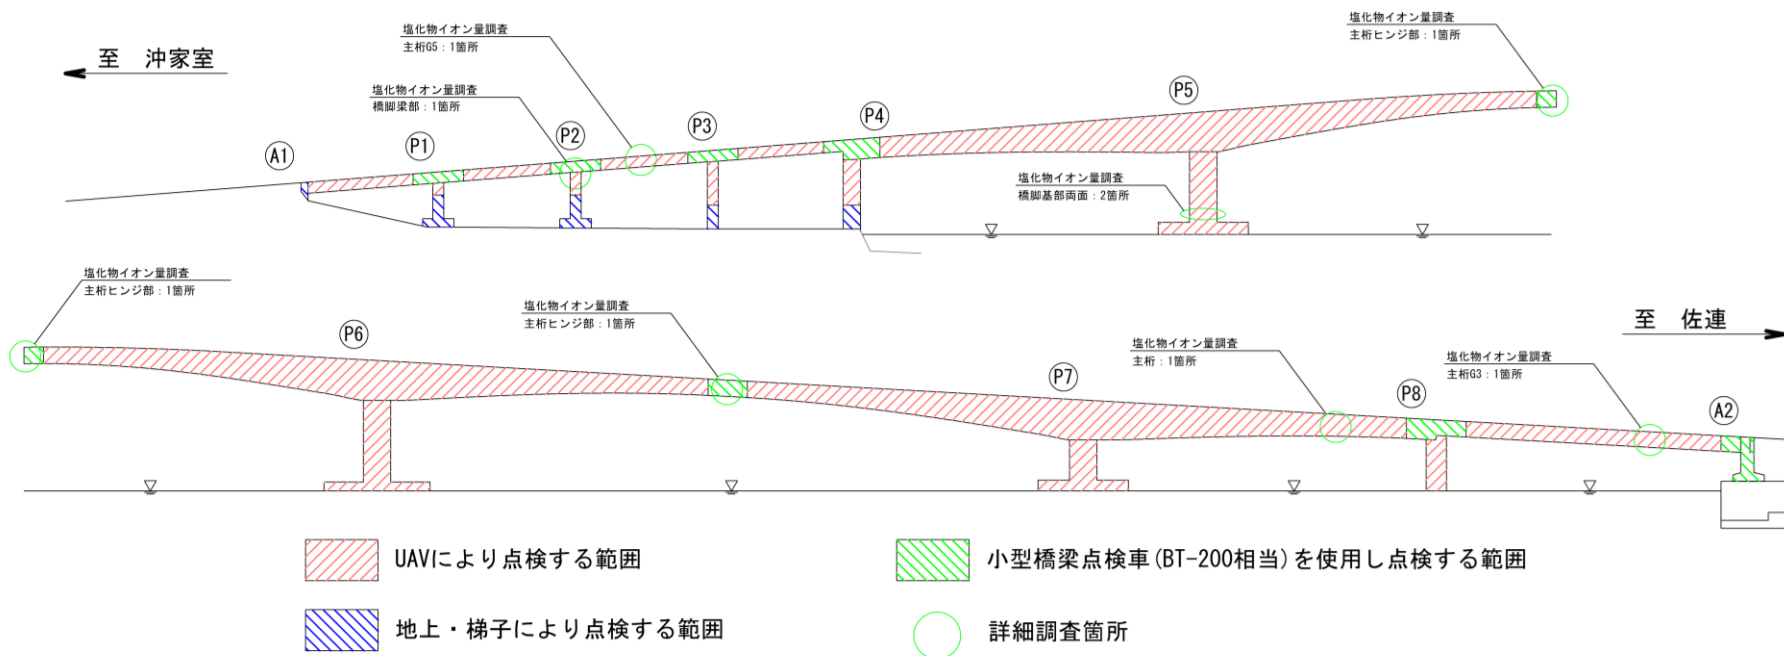 至 沖家室
塩化物イオン量調査
主桁G5：1箇所
塩化物イオン量調査
橋脚梁部：1箇所
塩化物イオン量調査
主桁ヒンジ部：1箇所
A1
P1
P2
P3
P4
P5
塩化物イオン量調査
橋脚基部両面：2箇所
塩化物イオン量調査
主桁ヒンジ部：1箇所
P6
塩化物イオン量調査
主桁ヒンジ部：1箇所
P7
塩化物イオン量調査
主桁：1箇所
P8
塩化物イオン量調査
主桁G3：1箇所
A2
至 佐連
UAVにより点検する範囲
小型橋梁点検車(BT-200相当)を使用し点検する範囲
地上・梯子により点検する範囲
詳細調査箇所